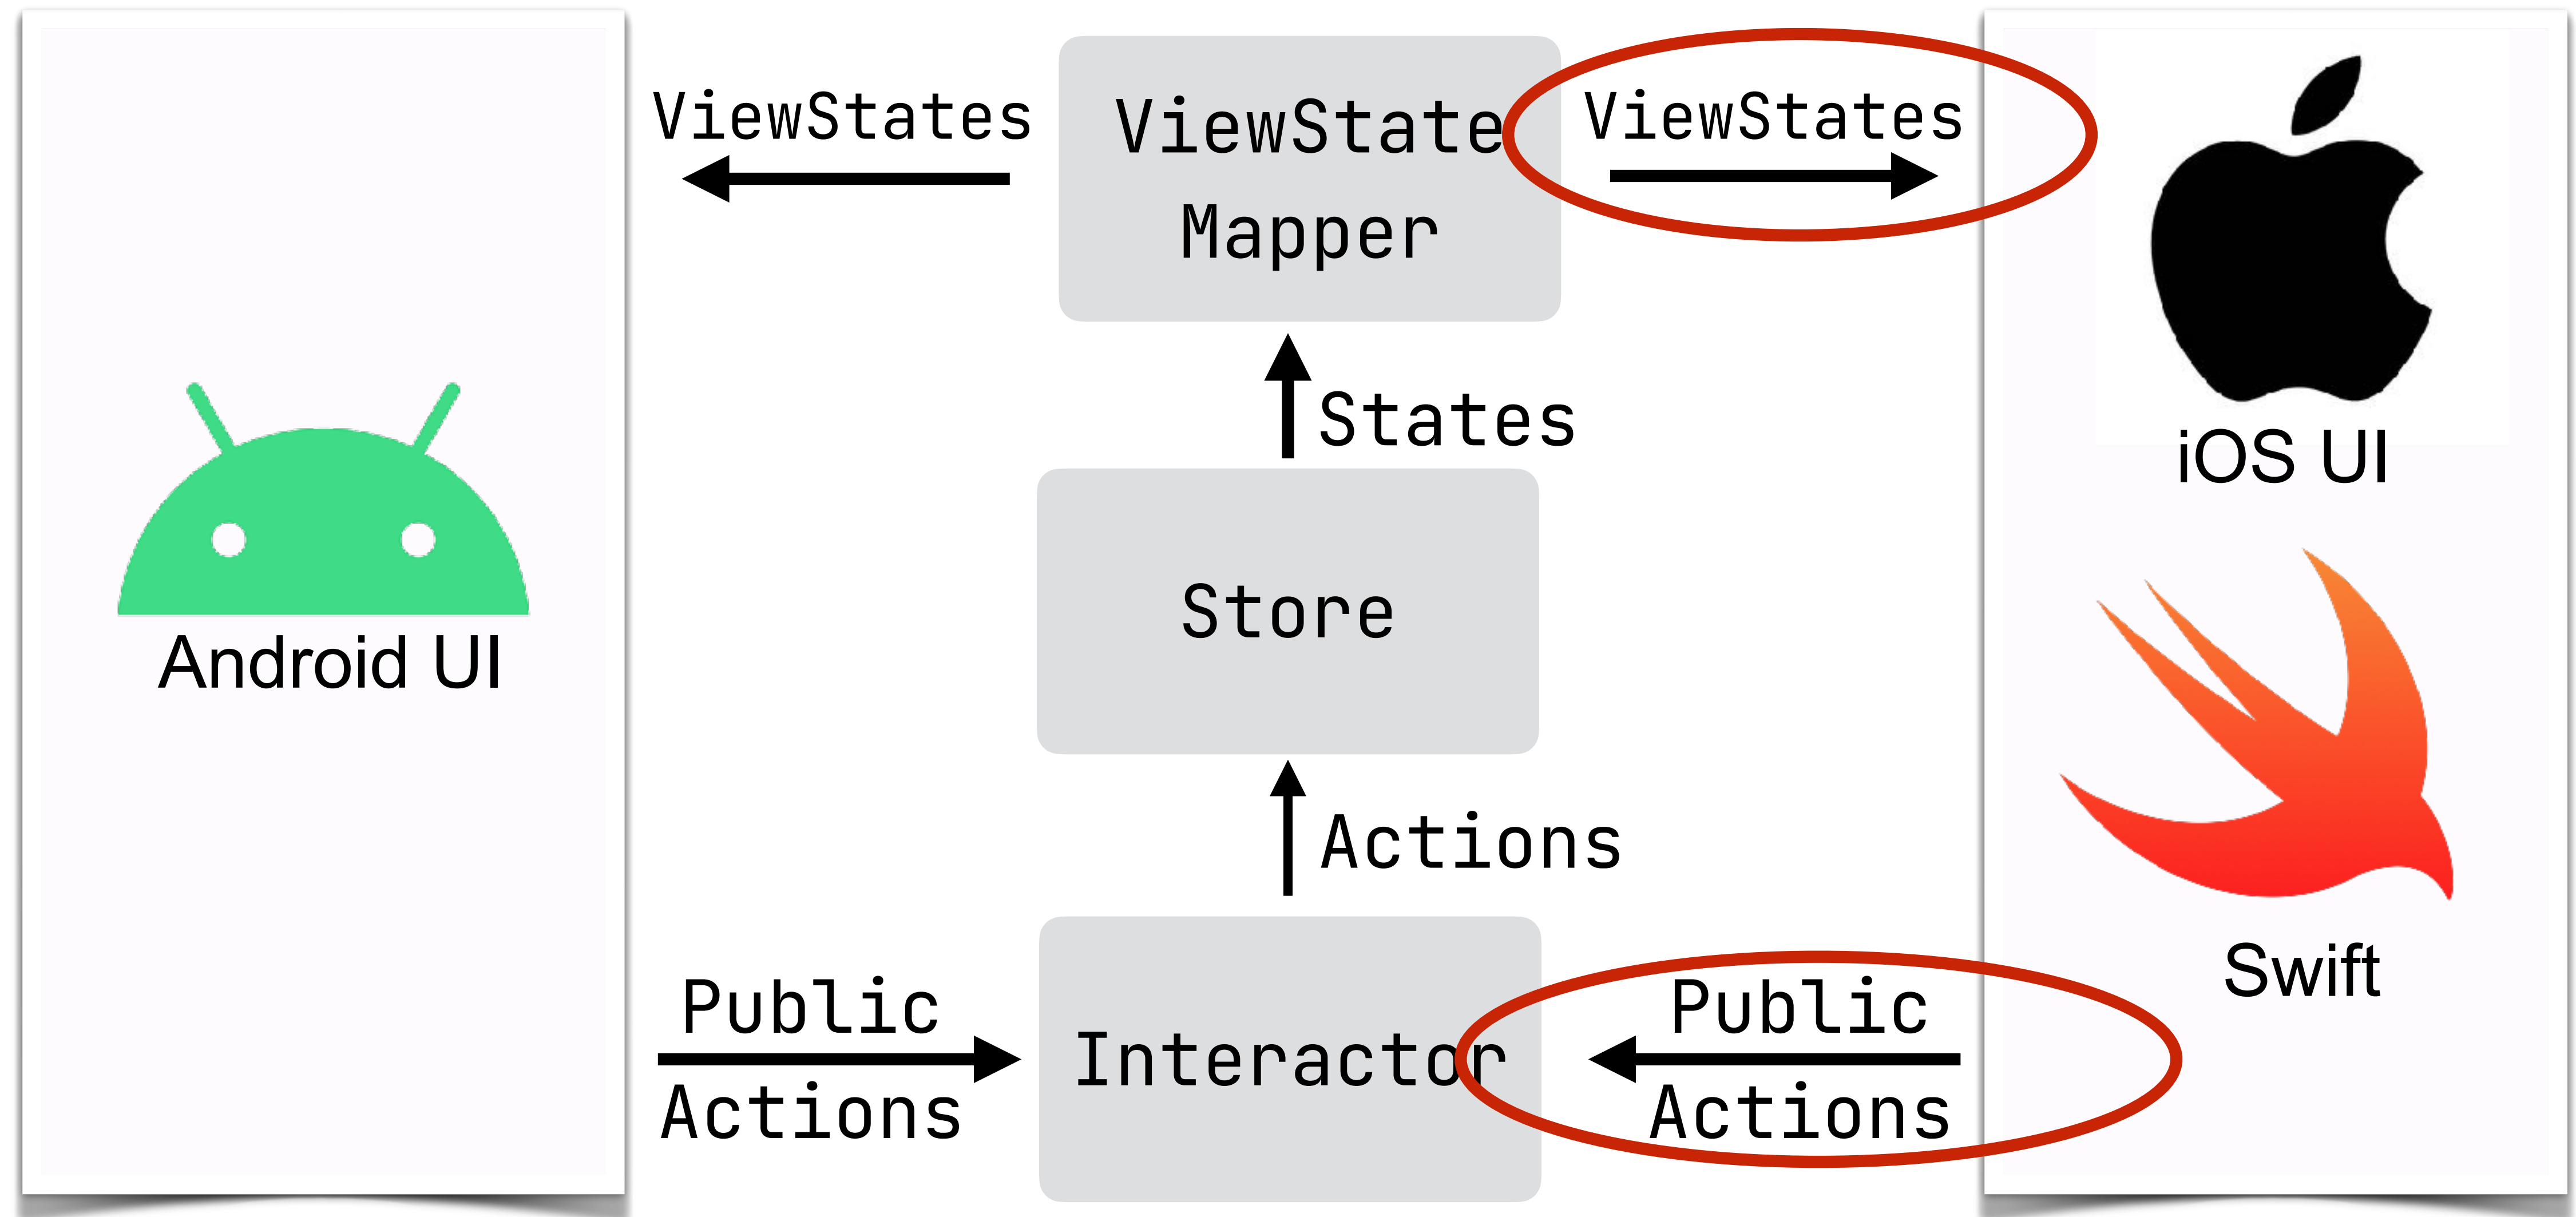 ViewStates
ViewState
Mapper
ViewStates
iOS UI
States
Android UI
Store
Actions
Swift
Public
Actions
Interactor
Public
Actions